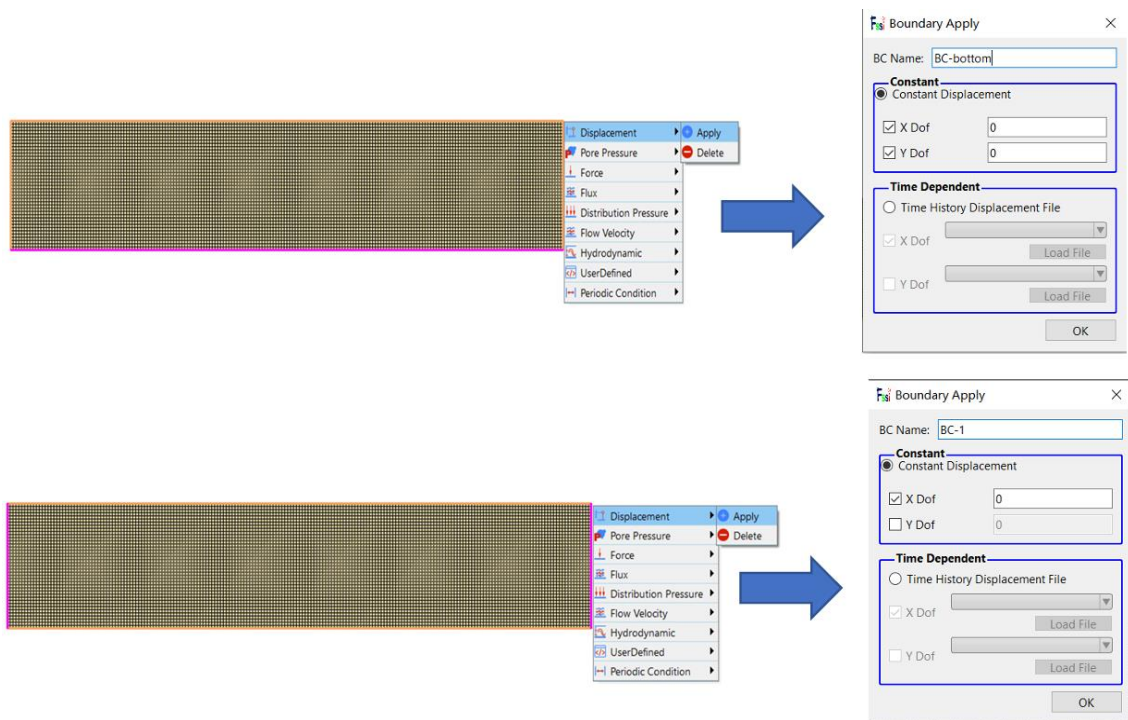 Fssi Boundary Apply
BC Name: BC-bottom
Constant
Constant Displacement
X Dof 0
Y Dof 0
Time Dependent
Time History Displacement File
X Dof
Load File
Y Dof
Load File
OK
Displacement Apply
Pore Pressure Delete
Force
Flux
Distribution Pressure
Flow Velocity
Hydrodynamic
UserDefined
Periodic Condition
Fssi Boundary Apply
BC Name: BC-1
Constant
Constant Displacement
X Dof 0
Y Dof 0
Time Dependent
Time History Displacement File
X Dof
Load File
Y Dof
Load File
OK
Displacement Apply
Pore Pressure Delete
Force
Flux
Distribution Pressure
Flow Velocity
Hydrodynamic
UserDefined
Periodic Condition